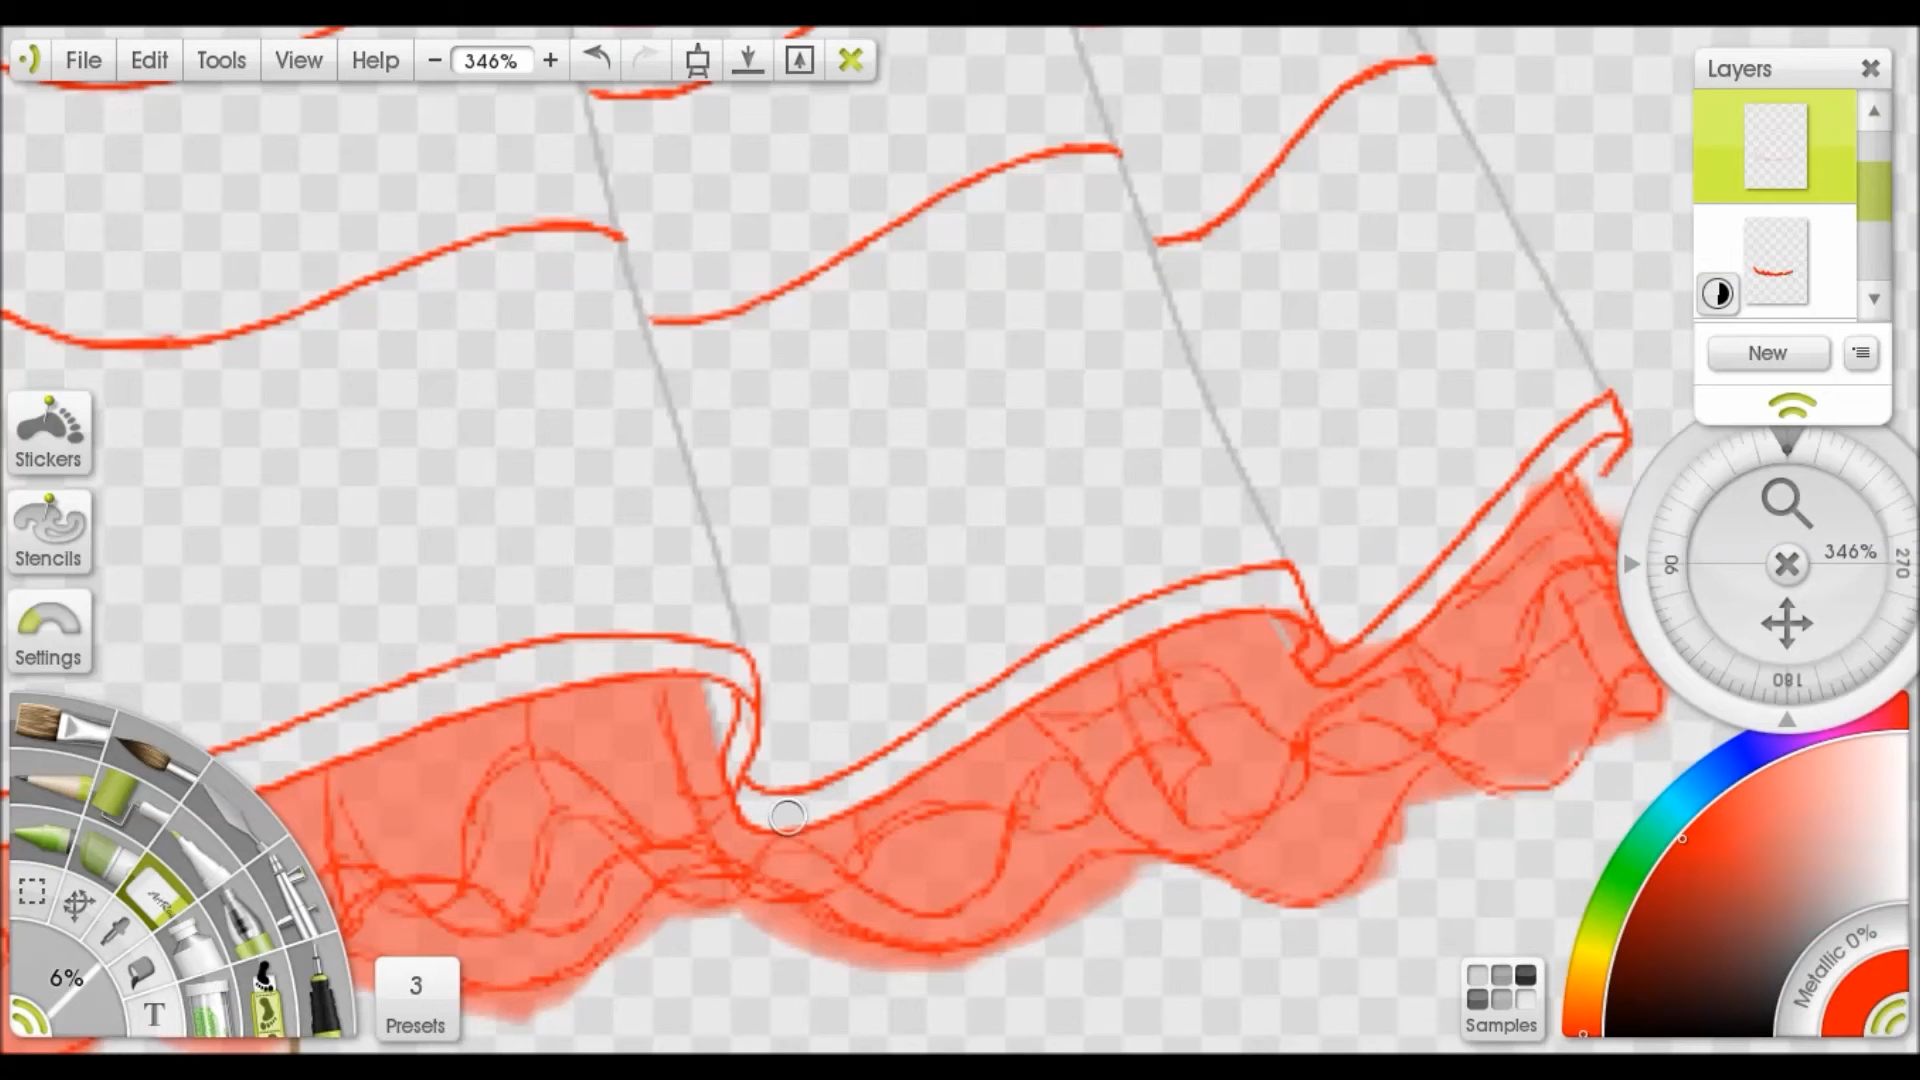 File Edit Tools View Help − 346% +
Layers
New
Stickers
Stencils
Settings
346%
90
270
180
6%
T
3
Presets
Samples
Metallic 0%